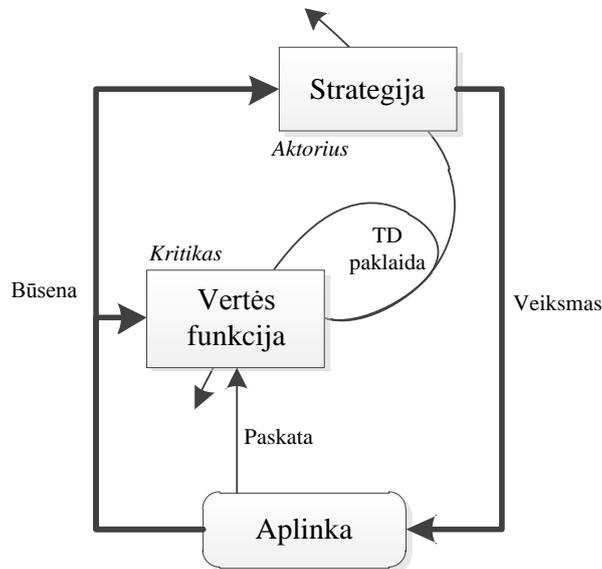 Strategija
Aktorius
TD
paklaida
Kritikas
Būsena
Vertės
funkcija
Veiksmas
Paskata
Aplinka